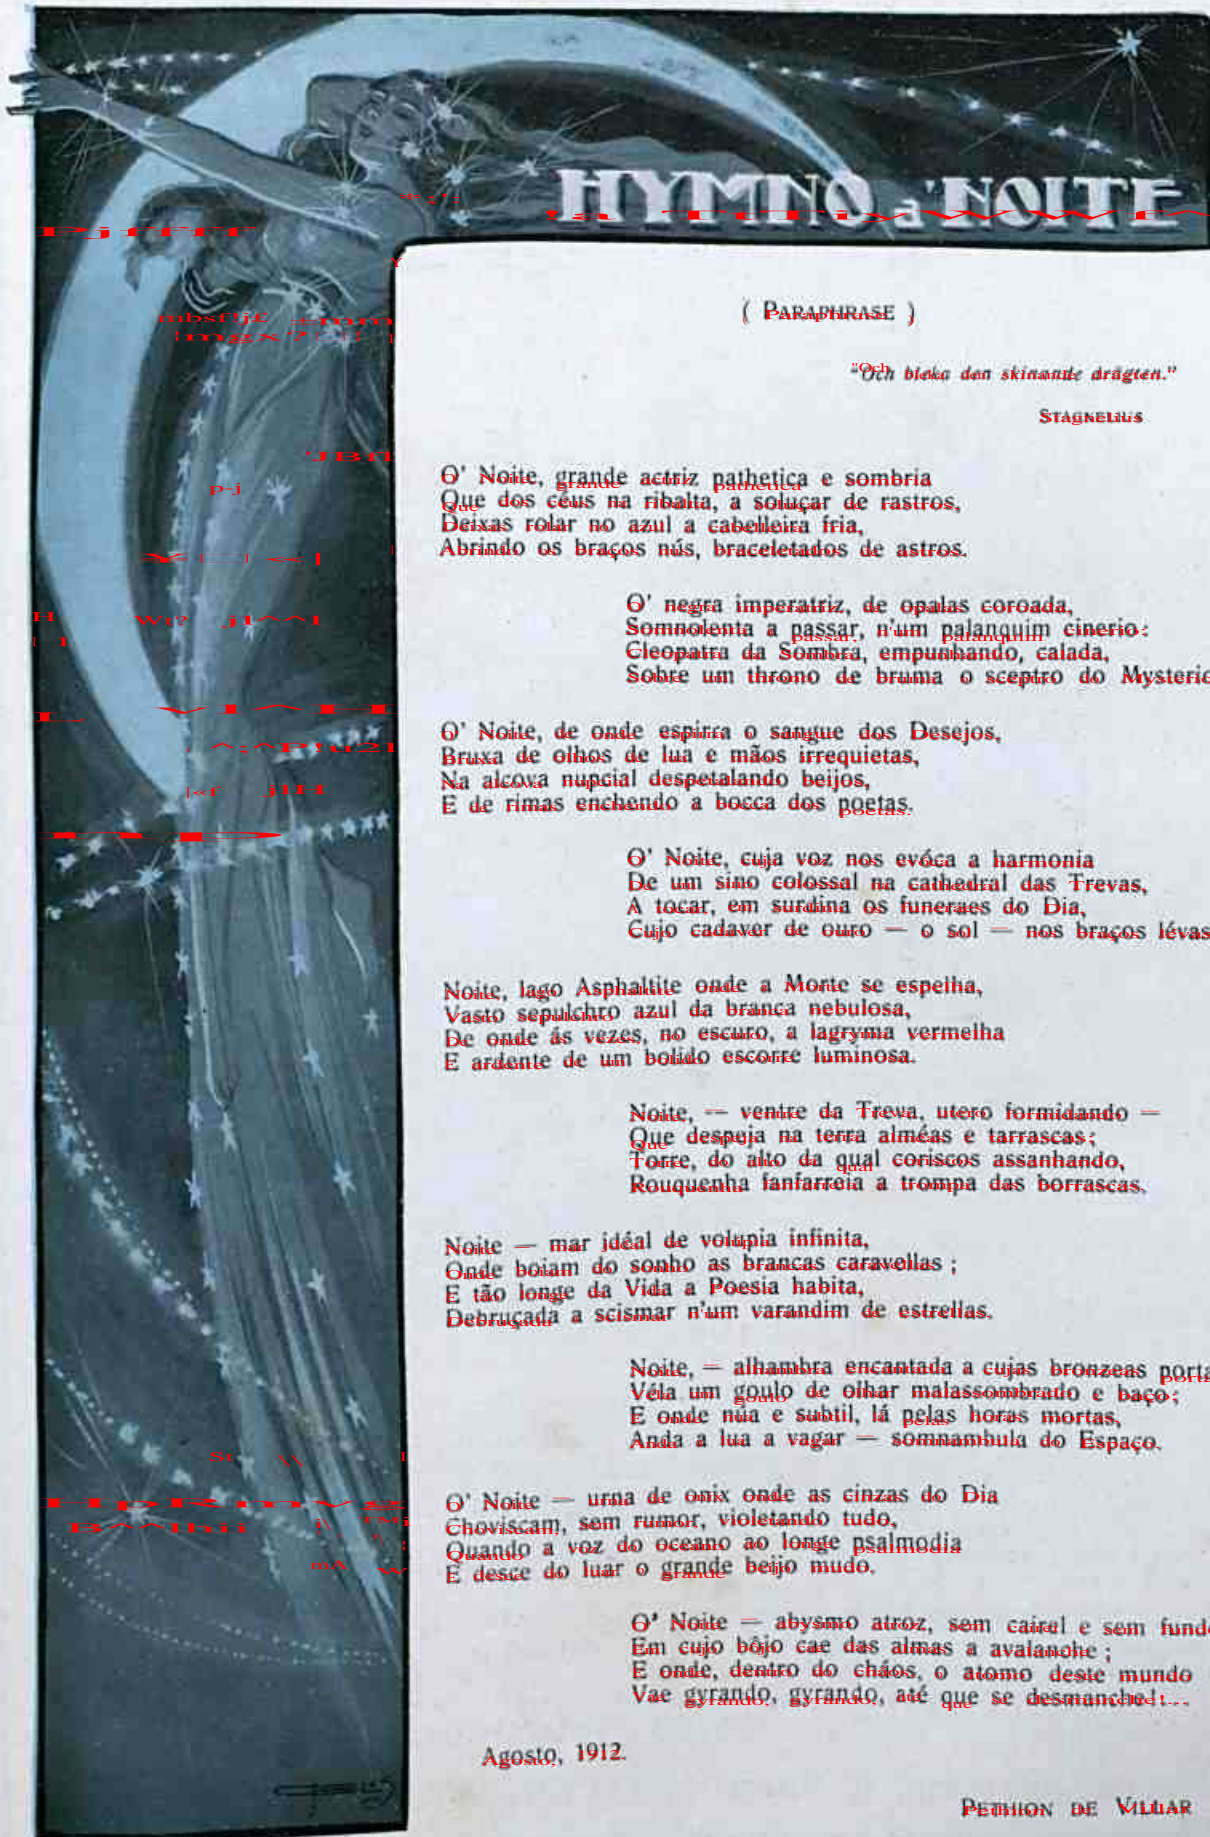 HYMNO á NOITE
( PARAPHRASE )
"Och bleka den skinande drägten."
STAGNELIUS
O' Noite, grande actriz pathetica e sombria
Que dos céus na ribalta, a soluçar de rastros,
Deixas rolar no azul a cabelleira fria,
Abrindo os braços nús, braceletados de astros.
O' negra imperatriz, de opalas coroada,
Somnolenta a passar, n'um palanquim cinerio:
Cleopatra da Sombra, empunhando, calada,
Sobre um throno de bruma o sceptro do Mysterio
O' Noite, de onde espirra o sangue dos Desejos,
Bruxa de olhos de lua e mãos irrequietas,
Na alcova nupcial despetalando beijos,
E de rimas enchendo a bocca dos poetas.
O' Noite, cuja voz nos evóca a harmonia
De um sino colossal na cathedral das Trevas,
A tocar, em surdina os funeraes do Dia,
Cujo cadaver de ouro — o sol — nos braços lévas
Noite, lago Asphaltite onde a Morte se espelha,
Vasto sepulchro azul da branca nebulosa,
De onde ás vezes, no escuro, a lagryma vermelha
E ardente de um bolido escorre luminosa.
Noite, — ventre da Treva, utero formidando —
Que despeja na terra alméas e tarrascas;
Torre, do alto da qual coriscos assanhando,
Rouquenha fanfarreia a trompa das borrascas.
Noite — mar idéal de volupia infinita,
Onde boiam do sonho as brancas caravellas ;
E tão longe da Vida a Poesia habita,
Debruçada a scismar n'um varandim de estrellas.
Noite, — alhambra encantada a cujas bronzeas porta
Véla um goulo de olhar malassombrado e baço;
E onde núa e subtil, lá pelas horas mortas,
Anda a lua a vagar — somnambula do Espaço.
O' Noite — urna de onix onde as cinzas do Dia
Choviscam, sem rumor, violetando tudo,
Quando a voz do oceano ao longe psalmodia
E desce do luar o grande beijo mudo.
O' Noite — abysmo atroz, sem cairel e sem fundo
Em cujo bôjo cae das almas a avalanche ;
E onde, dentro do cháos, o atomo deste mundo
Vae gyrando, gyrando, até que se desmanche!...
Agosto, 1912.
PETHION DE VILLAR